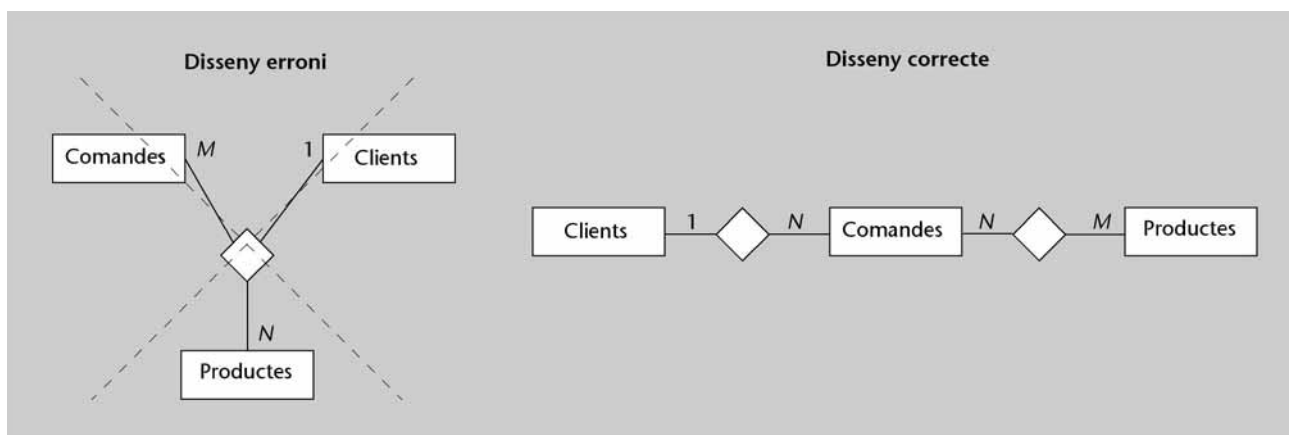 Disseny erroni
Comandes
M
1
Clients
N
Productes
Disseny correcte
Clients
1
N
Comandes
N
M
Productes